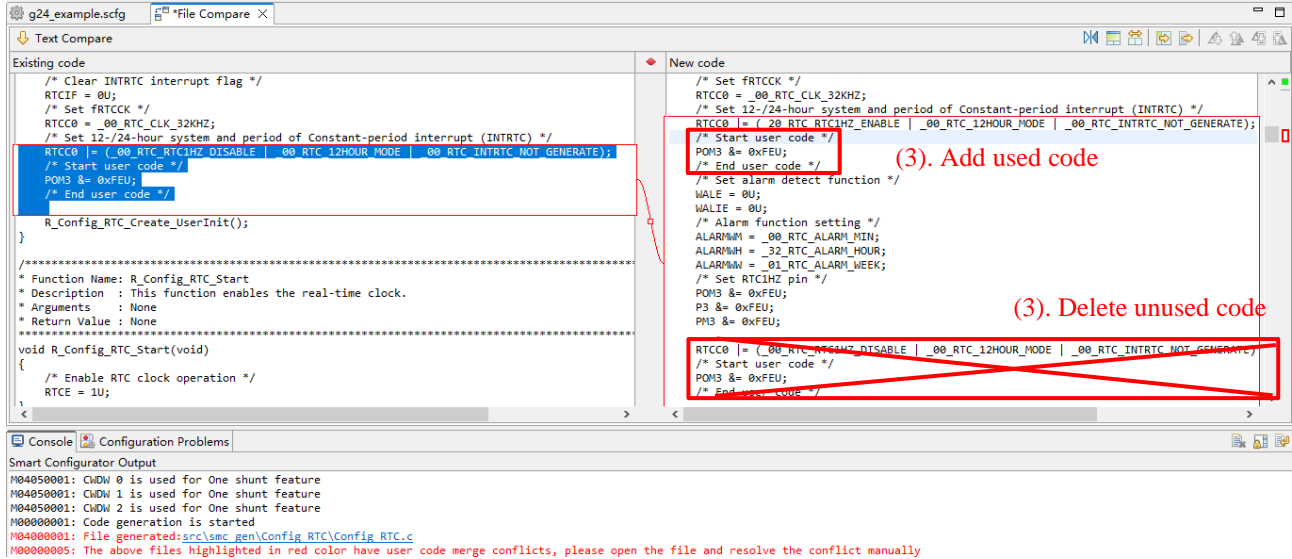 g24_example.scfg
*File Compare
Text Compare
Existing code
New code
/* Clear INTRTC interrupt flag */
RTCIF = 0U;
/* Set fRTCCK */
RTCC0 = _00_RTC_CLK_32KHZ;
/* Set 12-/24-hour system and period of Constant-period interrupt (INTRTC) */
RTCC0 |= (_00_RTC_RTC1HZ_DISABLE | _00_RTC_12HOUR_MODE | _00_RTC_INTRTC_NOT_GENERATE);
/* Start user code */
POM3 &= 0xFEU;
/* End user code */
R_Config_RTC_Create_UserInit();
}
/******************************************************************************************
* Function Name: R_Config_RTC_Start
* Description  : This function enables the real-time clock.
* Arguments    : None
* Return Value : None
*******************************************************************************************
void R_Config_RTC_Start(void)
{
/* Enable RTC clock operation */
RTCE = 1U;
/* Set fRTCCK */
RTCC0 = _00_RTC_CLK_32KHZ;
/* Set 12-/24-hour system and period of Constant-period interrupt (INTRTC) */
RTCC0 |= (_20_RTC_RTC1HZ_ENABLE | _00_RTC_12HOUR_MODE | _00_RTC_INTRTC_NOT_GENERATE);
/* Start user code */
POM3 &= 0xFEU;
/* End user code */
(3). Add used code
/* Set alarm detect function */
WALE = 0U;
WALIE = 0U;
/* Alarm function setting */
ALARMWM = _00_RTC_ALARM_MIN;
ALARMWH = _32_RTC_ALARM_HOUR;
ALARMWW = _01_RTC_ALARM_WEEK;
/* Set RTC1HZ pin */
POM3 &= 0xFEU;
P3 &= 0xFEU;
PM3 &= 0xFEU;
(3). Delete unused code
RTCC0 |= (_00_RTC_RTC1HZ_DISABLE | _00_RTC_12HOUR_MODE | _00_RTC_INTRTC_NOT_GENERATE)
/* Start user code */
POM3 &= 0xFEU;
/* End user code */
Console
Configuration Problems
Smart Configurator Output
M04050001: CWDW 0 is used for One shunt feature
M04050001: CWDW 1 is used for One shunt feature
M04050001: CWDW 2 is used for One shunt feature
M00000001: Code generation is started
M04000001: File generated:src\smc_gen\Config_RTC\Config_RTC.c
M00000005: The above files highlighted in red color have user code merge conflicts, please open the file and resolve the conflict manually